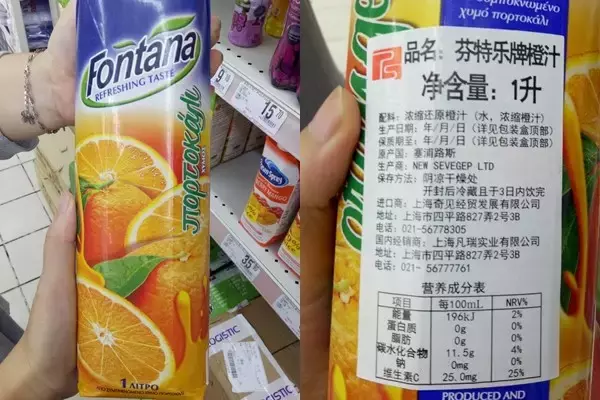 Fontana
REFRESHING TASTE
πορτοκάλι
ΧΥΜΟΣ
1 ΛΙΤΡΟ
9.
15.
35.
OGISTIC
συμπυκνωμένο
χυμό πορτοκάλι
品名：芬特乐牌橙汁
净含量：1升
配料：浓缩还原橙汁（水，浓缩橙汁）
生产日期：年/月/日（详见包装盒顶部）
保质期至：年/月/日（详见包装盒顶部）
原产国：塞浦路斯
生产商：NEW SEVEGEP LTD
保存方法：阴凉干燥处
开封后冷藏且于3日内饮完
进口商：上海奇见经贸发展有限公司
地址：上海市四平路827弄2号3B
电话：021-56778305
国内经销商：上海凡瑞实业有限公司
地址：上海市四平路827弄2号3B
电话：021- 56777761
营养成分表
项目 每100mL NRV%
能量 196kJ 2%
蛋白质 0g 0%
脂肪 0g 0%
碳水化合物 11.5g 4%
钠 0mg 0%
维生素C 25.0mg 25%
PRODUCED AND